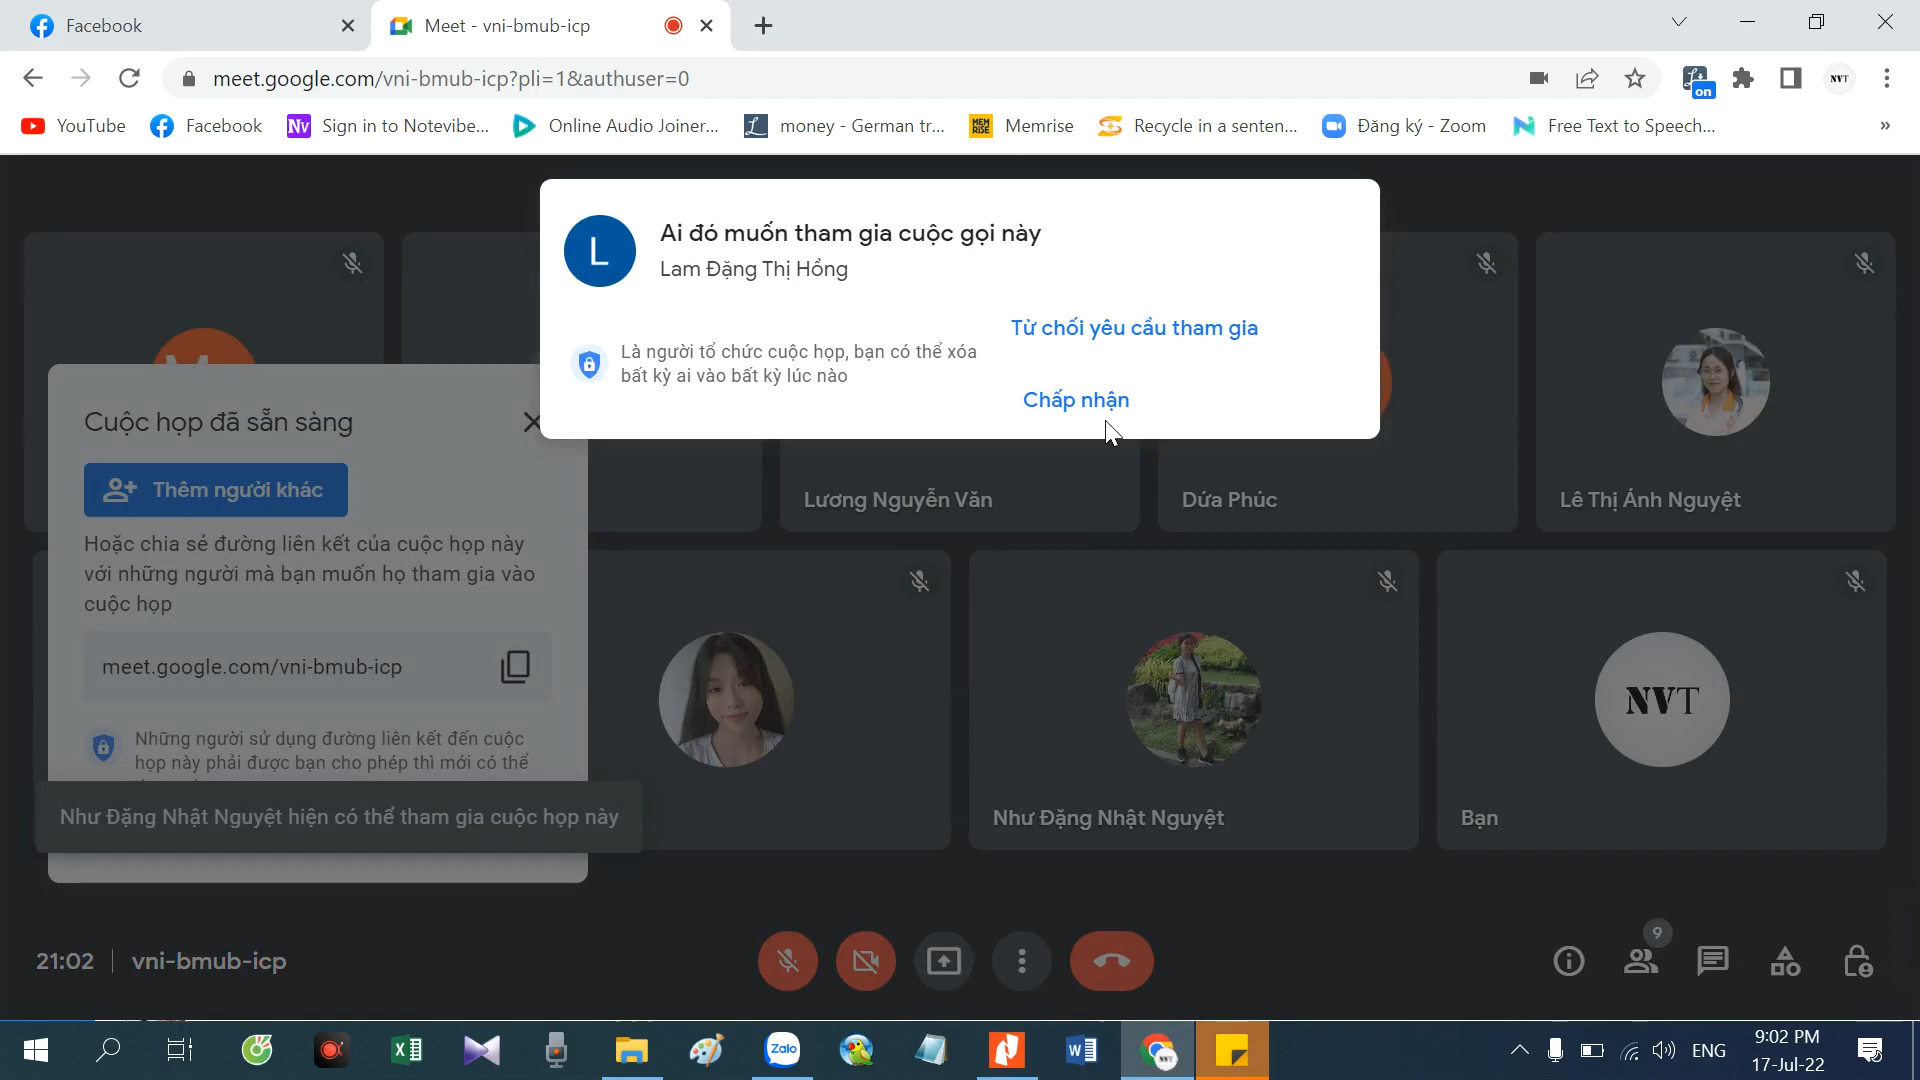 Facebook
Meet - vni-bmub-icp
meet.google.com/vni-bmub-icp?pli=1&authuser=0
on
NVT
YouTube
Facebook
Nv
Sign in to Notevibe...
Online Audio Joiner...
money - German tr...
MEM RISE
Memrise
Recycle in a senten...
Đăng ký - Zoom
Free Text to Speech...
»
L
Ai đó muốn tham gia cuộc gọi này
Lam Đặng Thị Hồng
Từ chối yêu cầu tham gia
Là người tổ chức cuộc họp, bạn có thể xóa
bất kỳ ai vào bất kỳ lúc nào
Chấp nhận
Cuộc họp đã sẵn sàng
Thêm người khác
Hoặc chia sẻ đường liên kết của cuộc họp này
với những người mà bạn muốn họ tham gia vào
cuộc họp
meet.google.com/vni-bmub-icp
Những người sử dụng đường liên kết đến cuộc
họp này phải được bạn cho phép thì mới có thể
Như Đặng Nhật Nguyệt hiện có thể tham gia cuộc họp này
Lương Nguyễn Văn
Dứa Phúc
Lê Thị Ánh Nguyệt
Như Đặng Nhật Nguyệt
NVT
Bạn
21:02
vni-bmub-icp
9
Zalo
ENG
9:02 PM
17-Jul-22